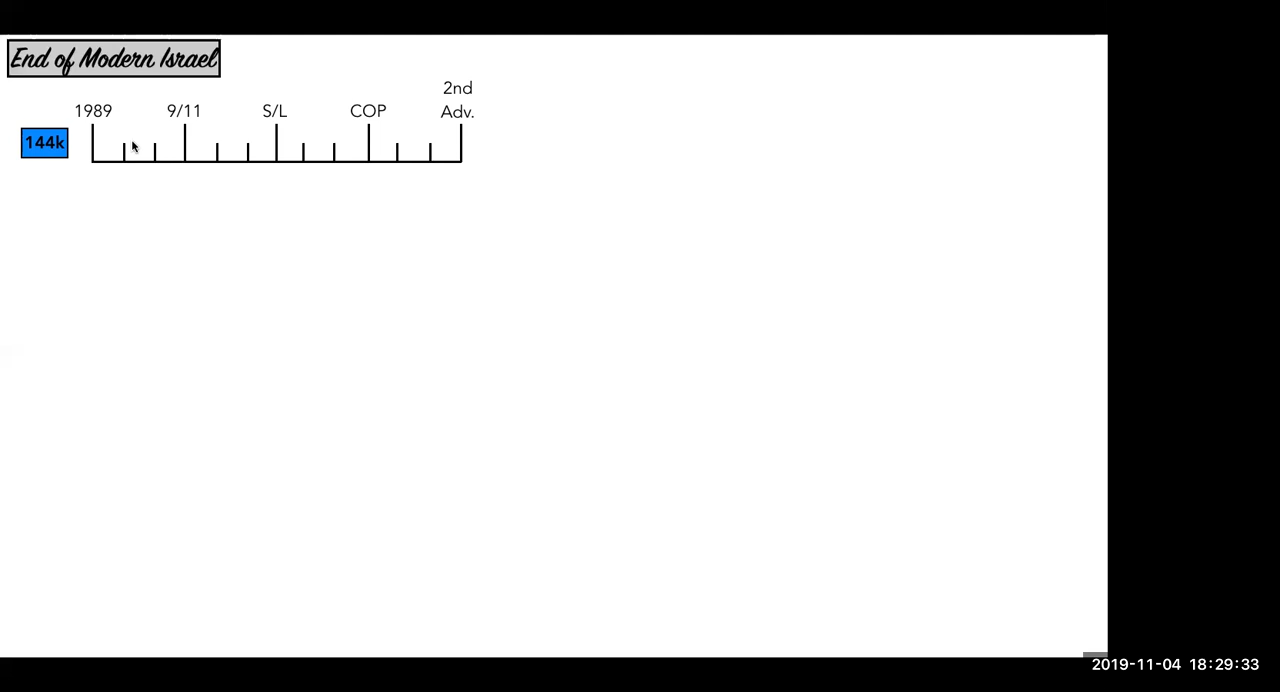 End of Modern Israel
2nd
1989 9/11 S/L COP Adv.
144k
2019-11-04 18:29:33